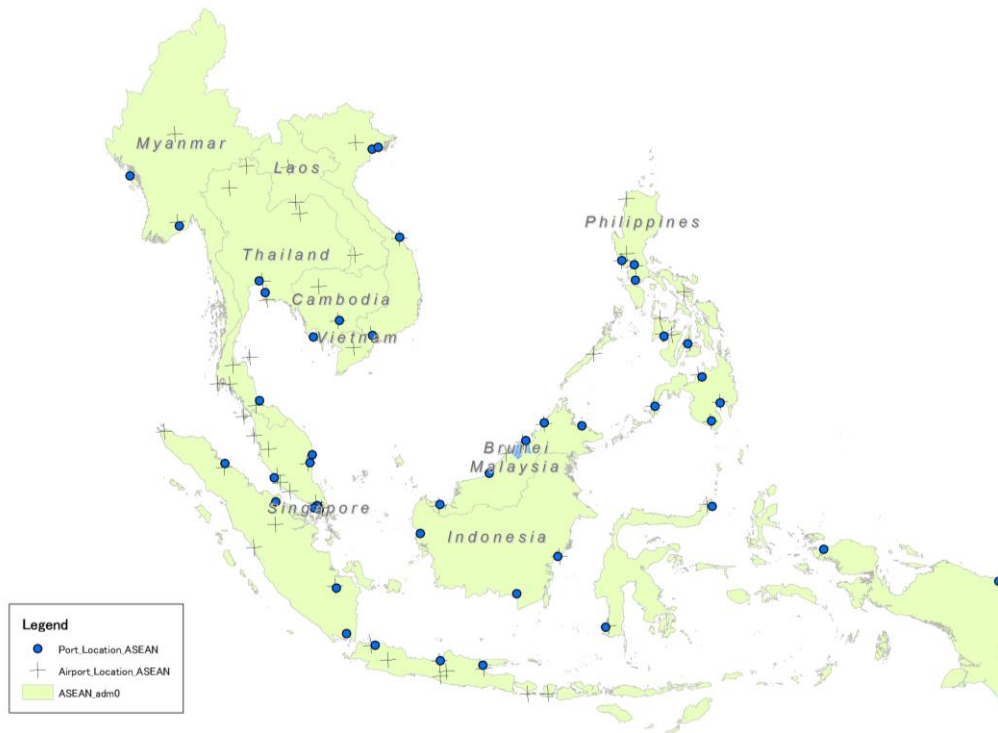 Myanmar
Laos
Philippines
Thailand
Cambodia
Vietnam
Brunei
Malaysia
Singapore
Indonesia
Legend
Port_Location_ASEAN
Airport_Location_ASEAN
ASEAN_adm0